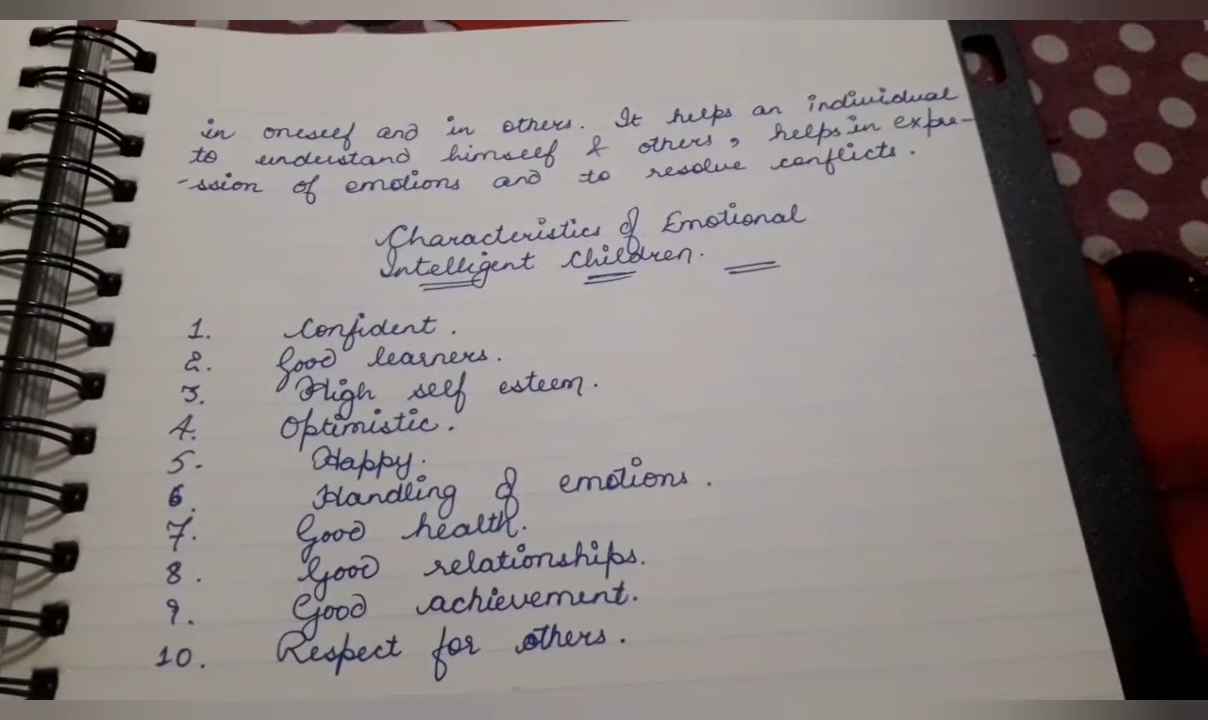 in oneself and in others. It helps an individual
to understand himself & others, helps in expre-
-ssion of emotions and to resolve conflicts.
Characteristics of Emotional
Intelligent Children.
1. Confident.
2. Good learners.
3. High self esteem.
4. Optimistic.
5. Happy.
6. Handling of emotions.
7. Good health.
8. Good relationships.
9. Good achievement.
10. Respect for others.